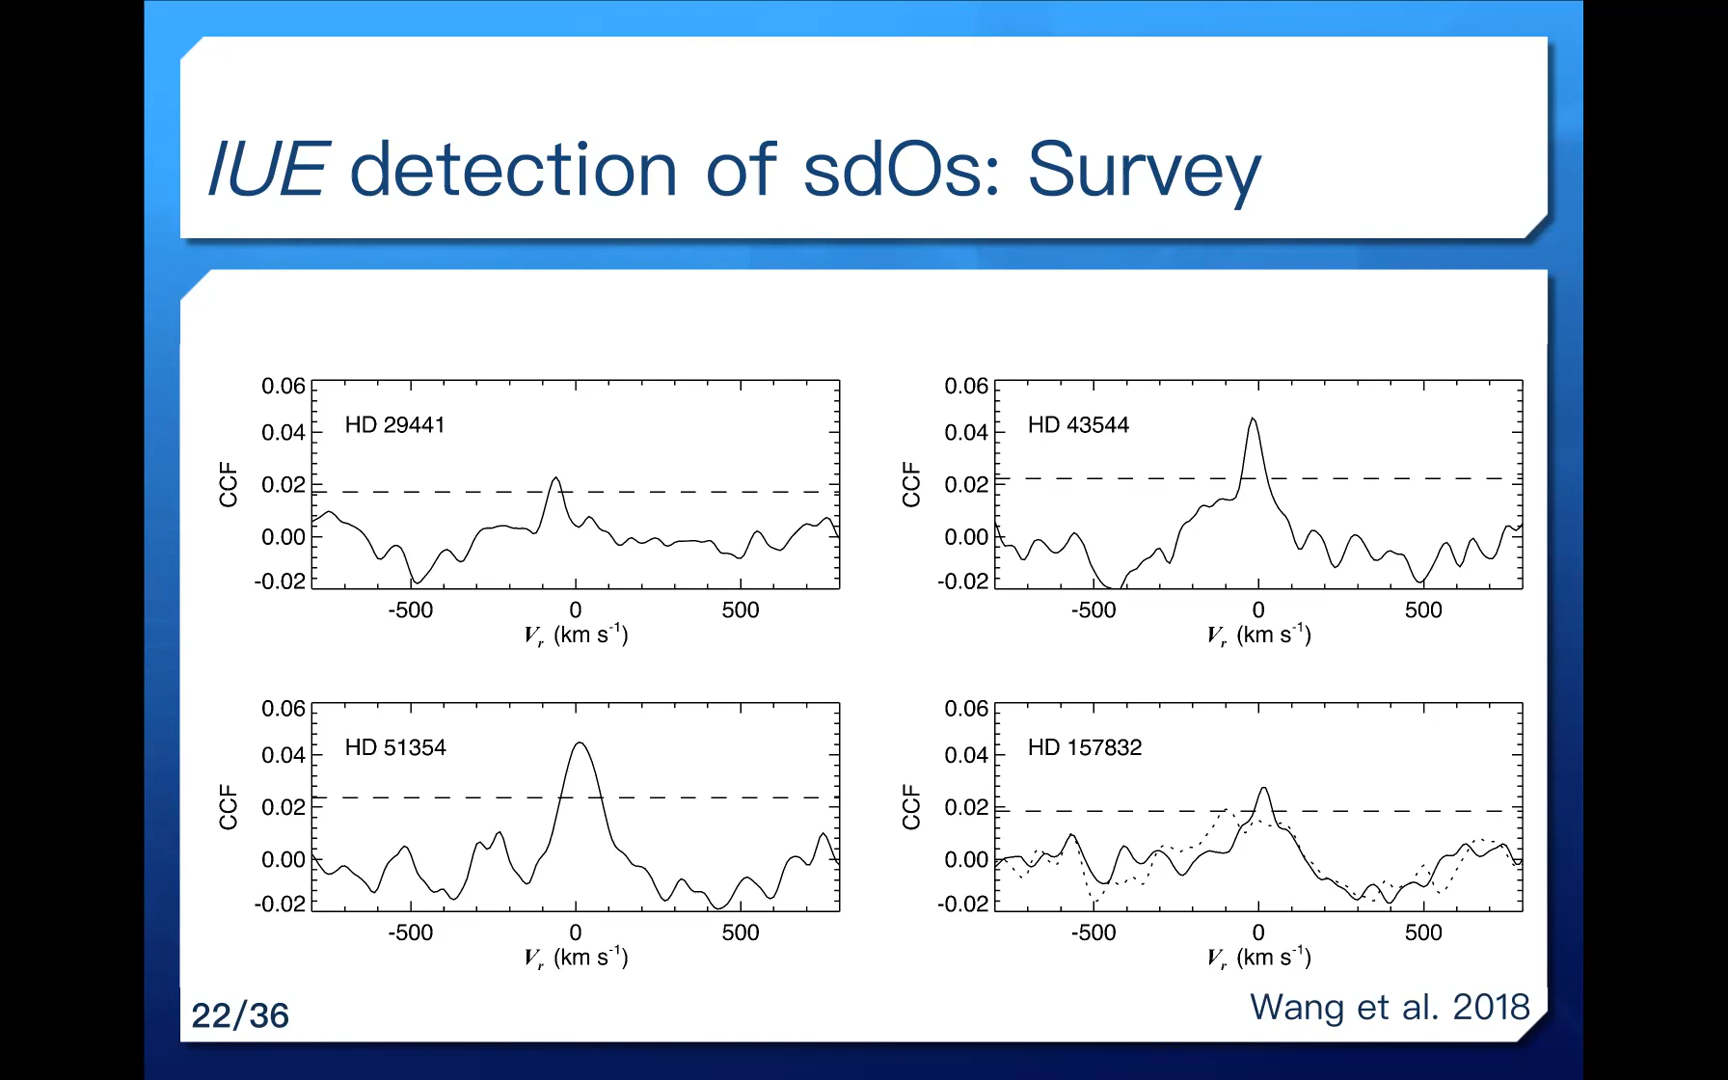 IUE detection of sdOs: Survey
0.06
0.04
0.02
0.00
-0.02
CCF
HD 29441
-500 0 500
Vr (km s-1)
0.06
0.04
0.02
0.00
-0.02
CCF
HD 43544
-500 0 500
Vr (km s-1)
0.06
0.04
0.02
0.00
-0.02
CCF
HD 51354
-500 0 500
Vr (km s-1)
0.06
0.04
0.02
0.00
-0.02
CCF
HD 157832
-500 0 500
Vr (km s-1)
22/36
Wang et al. 2018